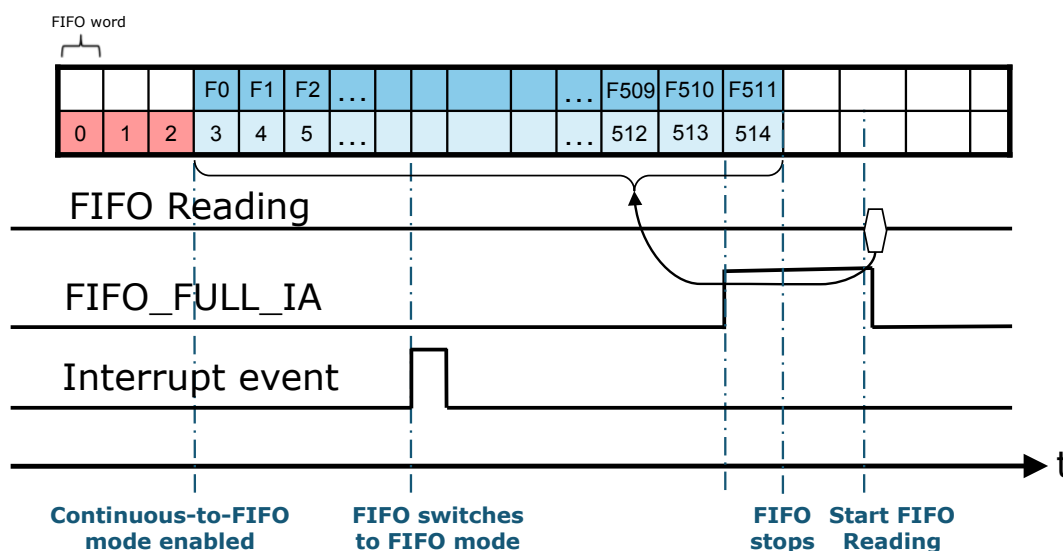 FIFO word
F0 F1 F2 ... ... F509 F510 F511
0 1 2 3 4 5 ... ... 512 513 514
FIFO Reading
FIFO_FULL_IA
Interrupt event
t
Continuous-to-FIFO
mode enabled
FIFO switches
to FIFO mode
FIFO
stops
Start FIFO
Reading